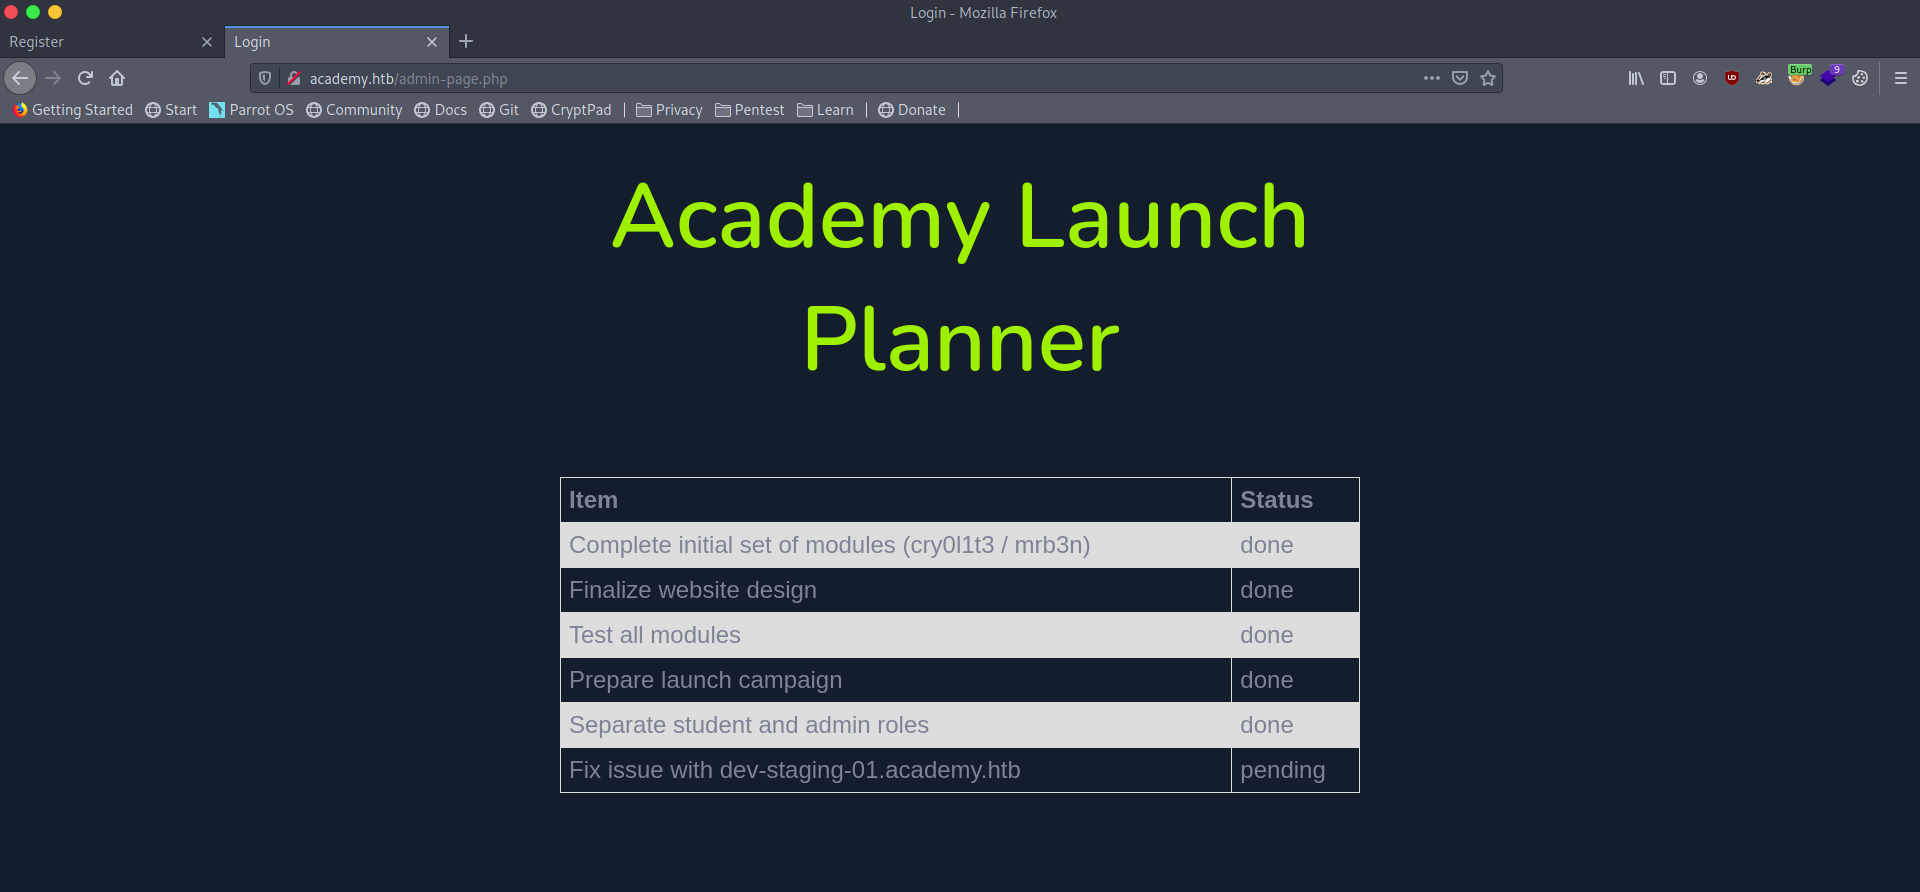 Login - Mozilla Firefox
Register
Login
academy.htb/admin-page.php
Burp
9
Getting Started Start Parrot OS Community Docs Git CryptPad Privacy Pentest Learn Donate
Academy Launch
Planner
Item Status
Complete initial set of modules (cry0l1t3 / mrb3n) done
Finalize website design done
Test all modules done
Prepare launch campaign done
Separate student and admin roles done
Fix issue with dev-staging-01.academy.htb pending